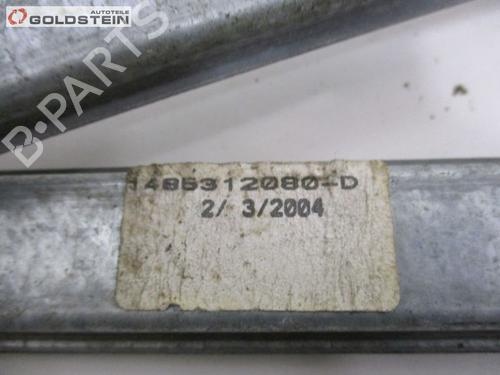 AUTOTEILE
GOLDSTEIN
B-PARTS
1485312080-D
2/ 3/2004